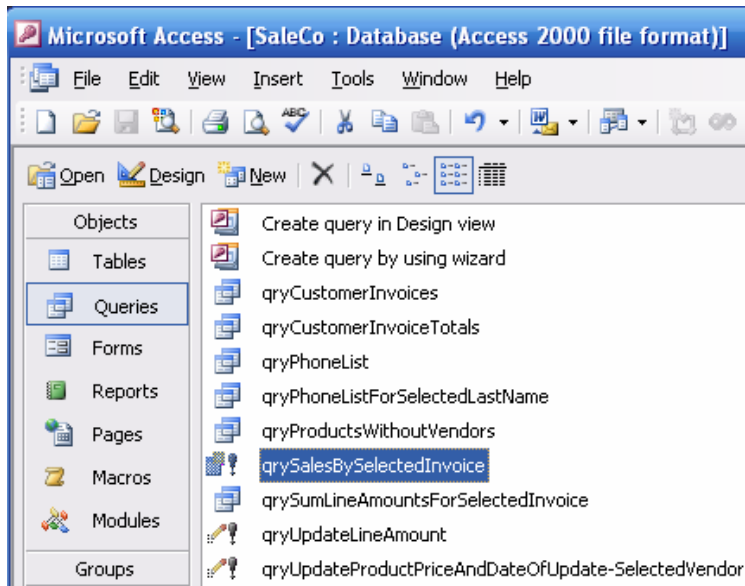 Microsoft Access - [SaleCo : Database (Access 2000 file format)]
File Edit View Insert Tools Window Help
ABC
W
Open Design New
Objects
Tables
Queries
Forms
Reports
Pages
Macros
Modules
Groups
Create query in Design view
Create query by using wizard
qryCustomerInvoices
qryCustomerInvoiceTotals
qryPhoneList
qryPhoneListForSelectedLastName
qryProductsWithoutVendors
qrySalesBySelectedInvoice
qrySumLineAmountsForSelectedInvoice
qryUpdateLineAmount
qryUpdateProductPriceAndDateOfUpdate-SelectedVendor